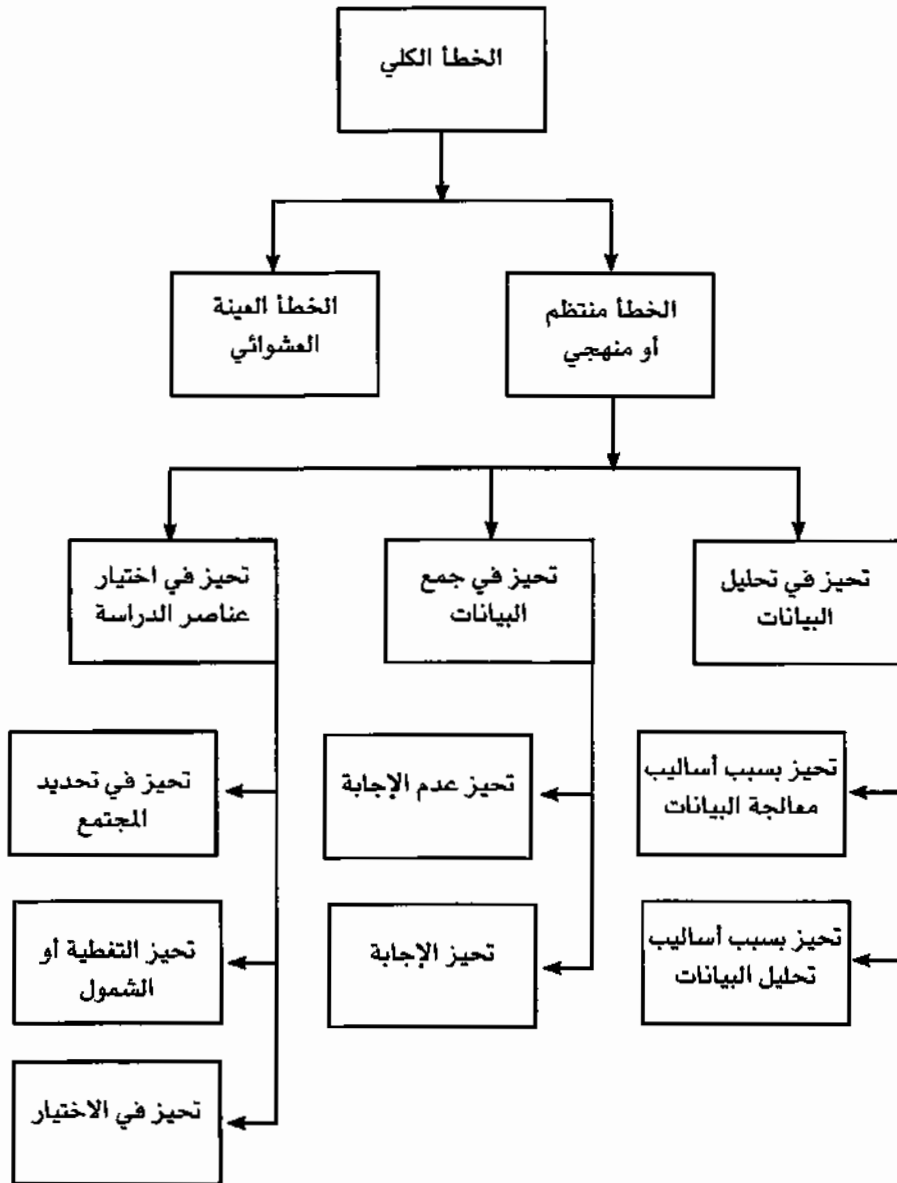 الخطأ الكلي
الخطأ منتظم
أو منهجي
الخطأ العينة
العشوائي
تحيز في تحليل
البيانات
تحيز في جمع
البيانات
تحيز في اختيار
عناصر الدراسة
تحيز بسبب أساليب
معالجة البيانات
تحيز عدم الإجابة
تحيز في تحديد
المجتمع
تحيز بسبب أساليب
تحليل البيانات
تحيز الإجابة
تحيز التغطية أو
الشمول
تحيز في الاختيار